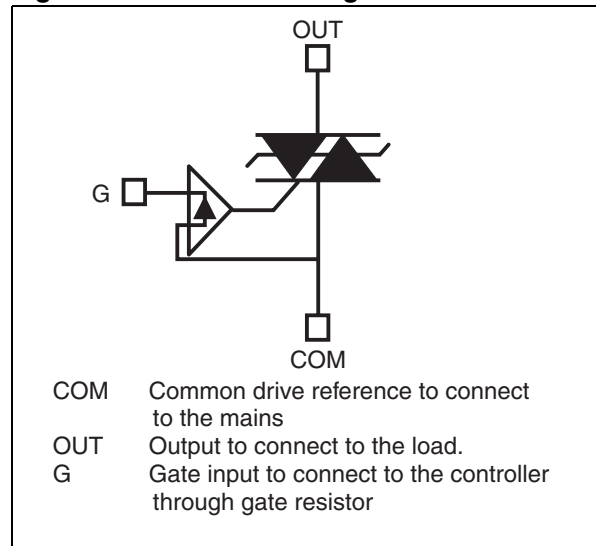 OUT
G
COM
COM Common drive reference to connect
to the mains
OUT Output to connect to the load.
G Gate input to connect to the controller
through gate resistor